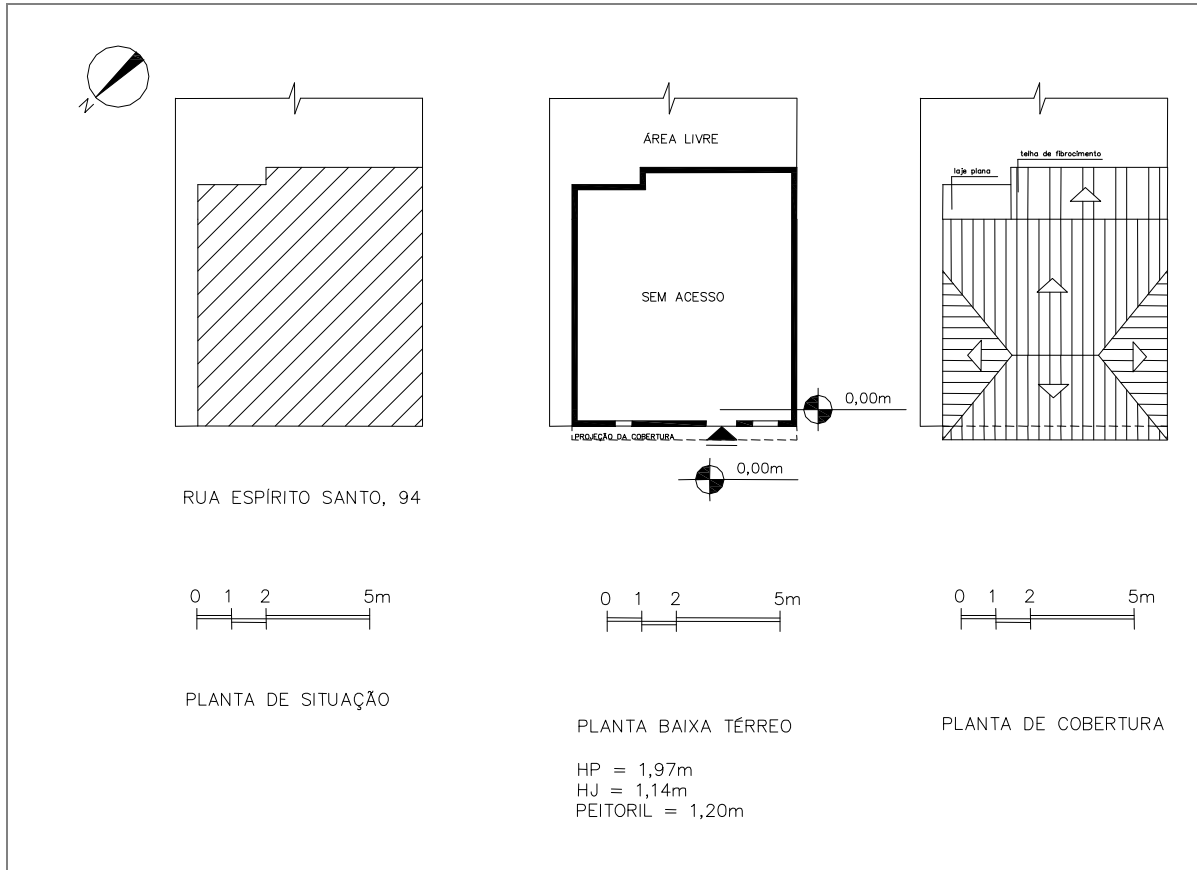 N
ÁREA LIVRE
telha de fibrocimento
laje plana
SEM ACESSO
0,00m
PROJEÇÃO DA COBERTURA
0,00m
RUA ESPÍRITO SANTO, 94
0 1 2 5m
0 1 2 5m
0 1 2 5m
PLANTA DE SITUAÇÃO
PLANTA BAIXA TÉRREO
PLANTA DE COBERTURA
HP = 1,97m
HJ = 1,14m
PEITORIL = 1,20m